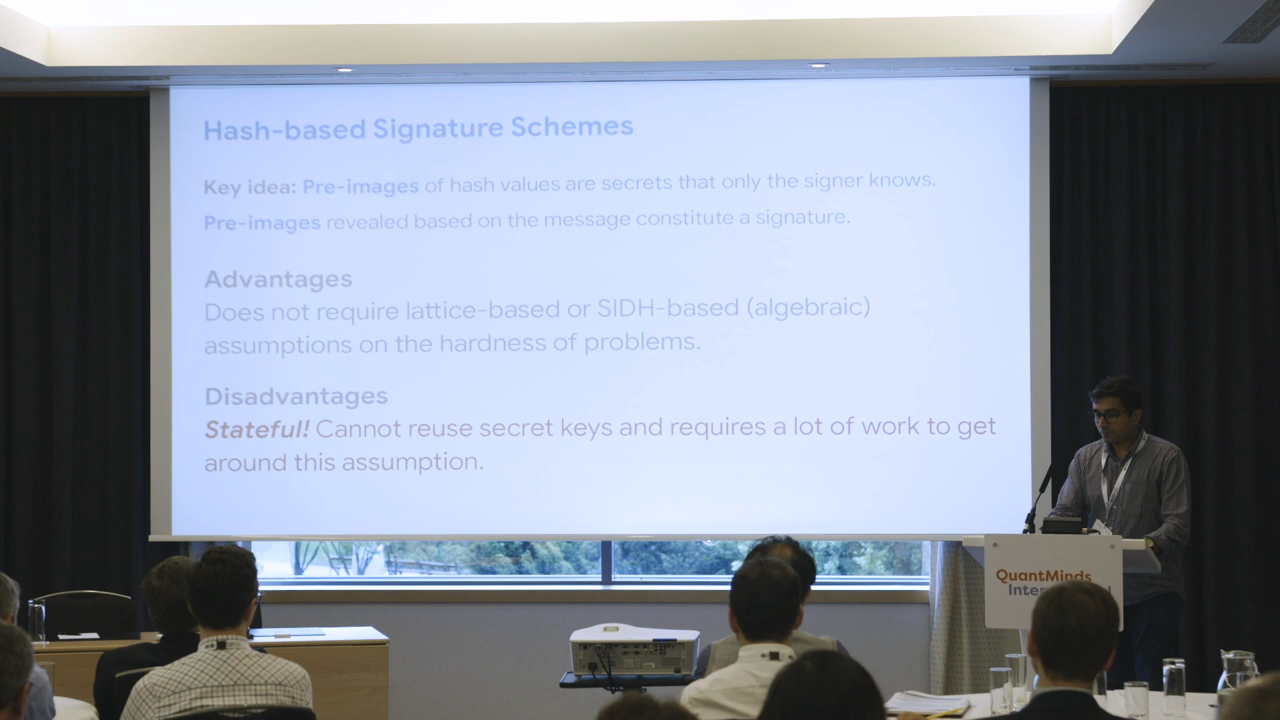 Hash-based Signature Schemes
Key idea: Pre-images of hash values are secrets that only the signer knows.
Pre-images revealed based on the message constitute a signature.
Advantages
Does not require lattice-based or SIDH-based (algebraic)
assumptions on the hardness of problems.
Disadvantages
Stateful! Cannot reuse secret keys and requires a lot of work to get
around this assumption.
QuantMinds